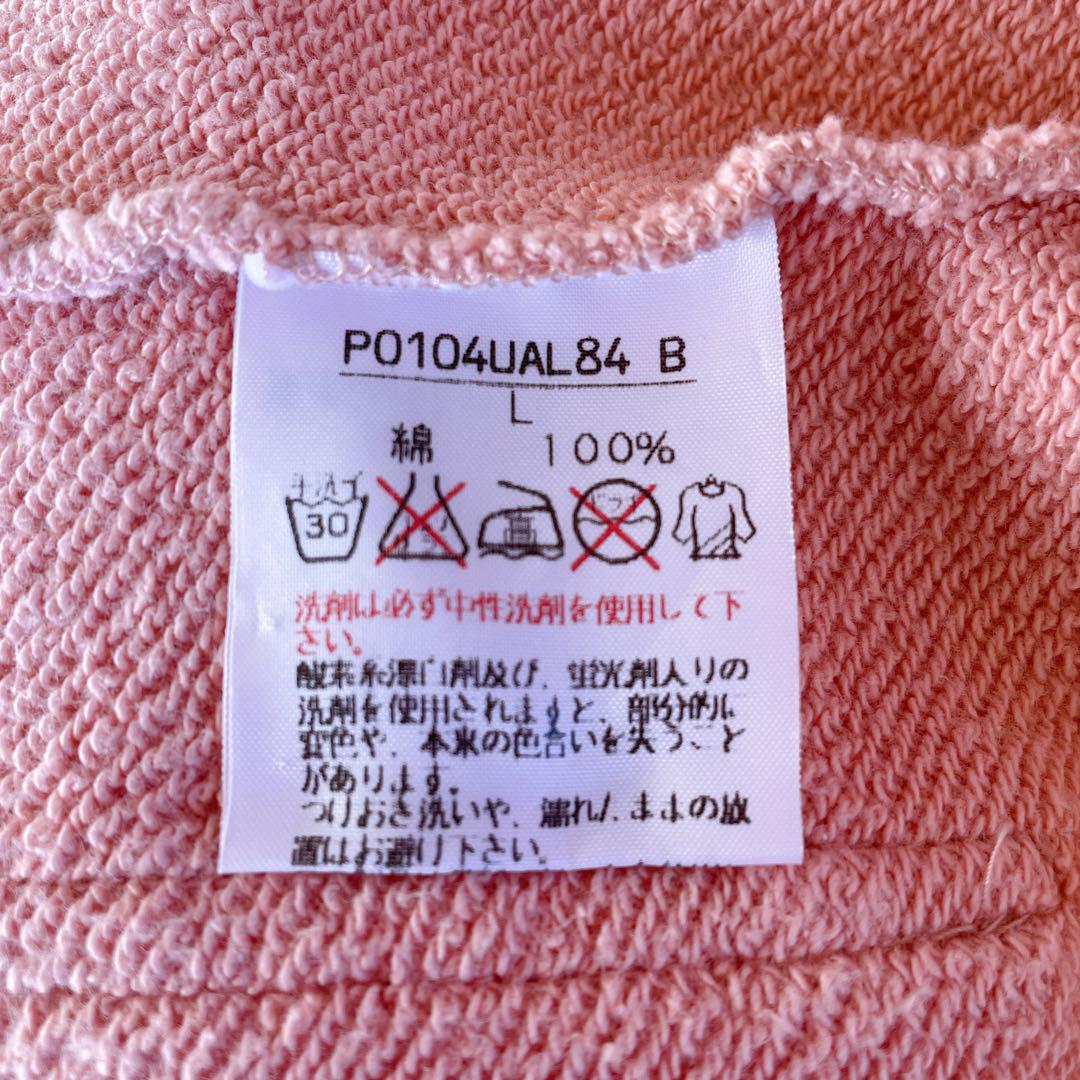 P0104UAL84 B
L
綿 100%
手洗イ
30
高
ドライ
洗剤は必ず中性洗剤を使用して下
さい。
酸素系漂白剤及び、蛍光剤入りの
洗剤を使用されますと、部分的に
変色や、本来の色合いを失うこと
があります。
つけおき洗いや、濡れたままの放
置はお避け下さい。